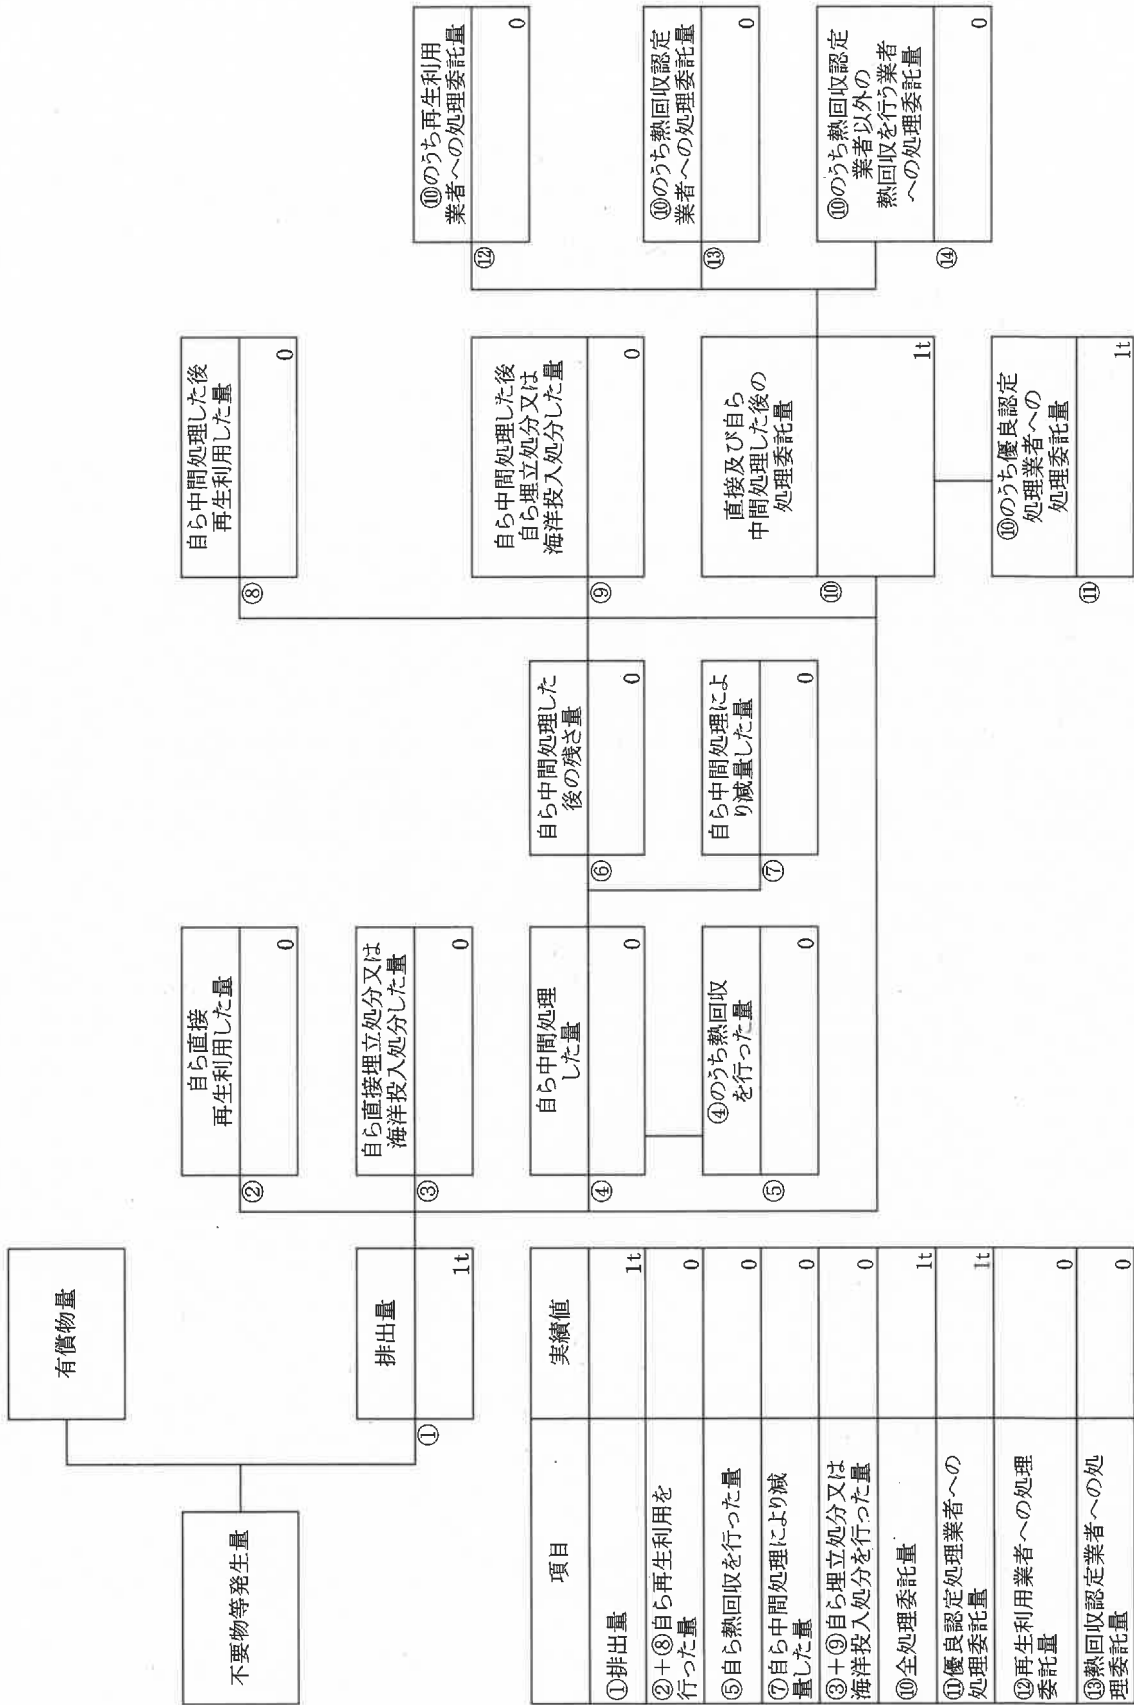 不要物等発生量
有償物量
①
排出量
1t
②
自ら直接
再生利用した量
0
③
自ら直接埋立処分又は
海洋投入処分した量
0
④
自ら中間処理
した量
0
⑤
④のうち熱回収
を行った量
0
⑥
自ら中間処理した
後の残さ量
0
⑦
自ら中間処理によ
り減量した量
0
⑧
自ら中間処理した後
再生利用した量
0
⑨
自ら中間処理した後
自ら埋立処分又は
海洋投入処分した量
0
⑩
直接及び自ら
中間処理した後の
処理委託量
1t
⑪
⑩のうち優良認定
処理業者への
処理委託量
1t
⑫
⑩のうち再生利用
業者への処理委託量
0
⑬
⑩のうち熱回収認定
業者への処理委託量
0
⑭
⑩のうち熱回収認定
業者以外の
熱回収を行う業者
への処理委託量
0
項目 実績値
①排出量 1t
②+⑧自ら再生利用を
行った量 0
⑤自ら熱回収を行った量 0
⑦自ら中間処理により減
量した量 0
③+⑨自ら埋立処分又は
海洋投入処分を行った量 0
⑩全処理委託量 1t
⑪優良認定処理業者への
処理委託量 1t
⑫再生利用業者への処理
委託量 0
⑬熱回収認定業者への処
理委託量 0